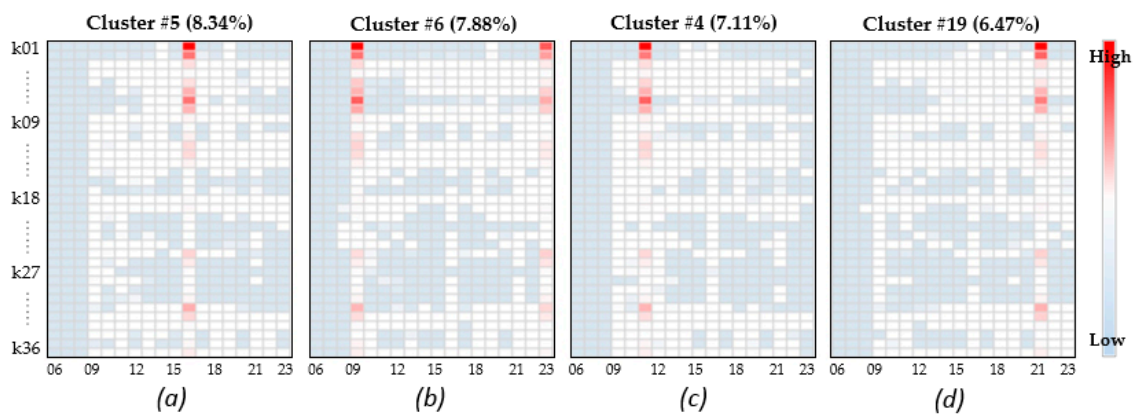 Cluster #5 (8.34%)
Cluster #6 (7.88%)
Cluster #4 (7.11%)
Cluster #19 (6.47%)
k01
k09
k18
k27
k36
High
Low
06 09 12 15 18 21 23
06 09 12 15 18 21 23
06 09 12 15 18 21 23
06 09 12 15 18 21 23
(a)
(b)
(c)
(d)